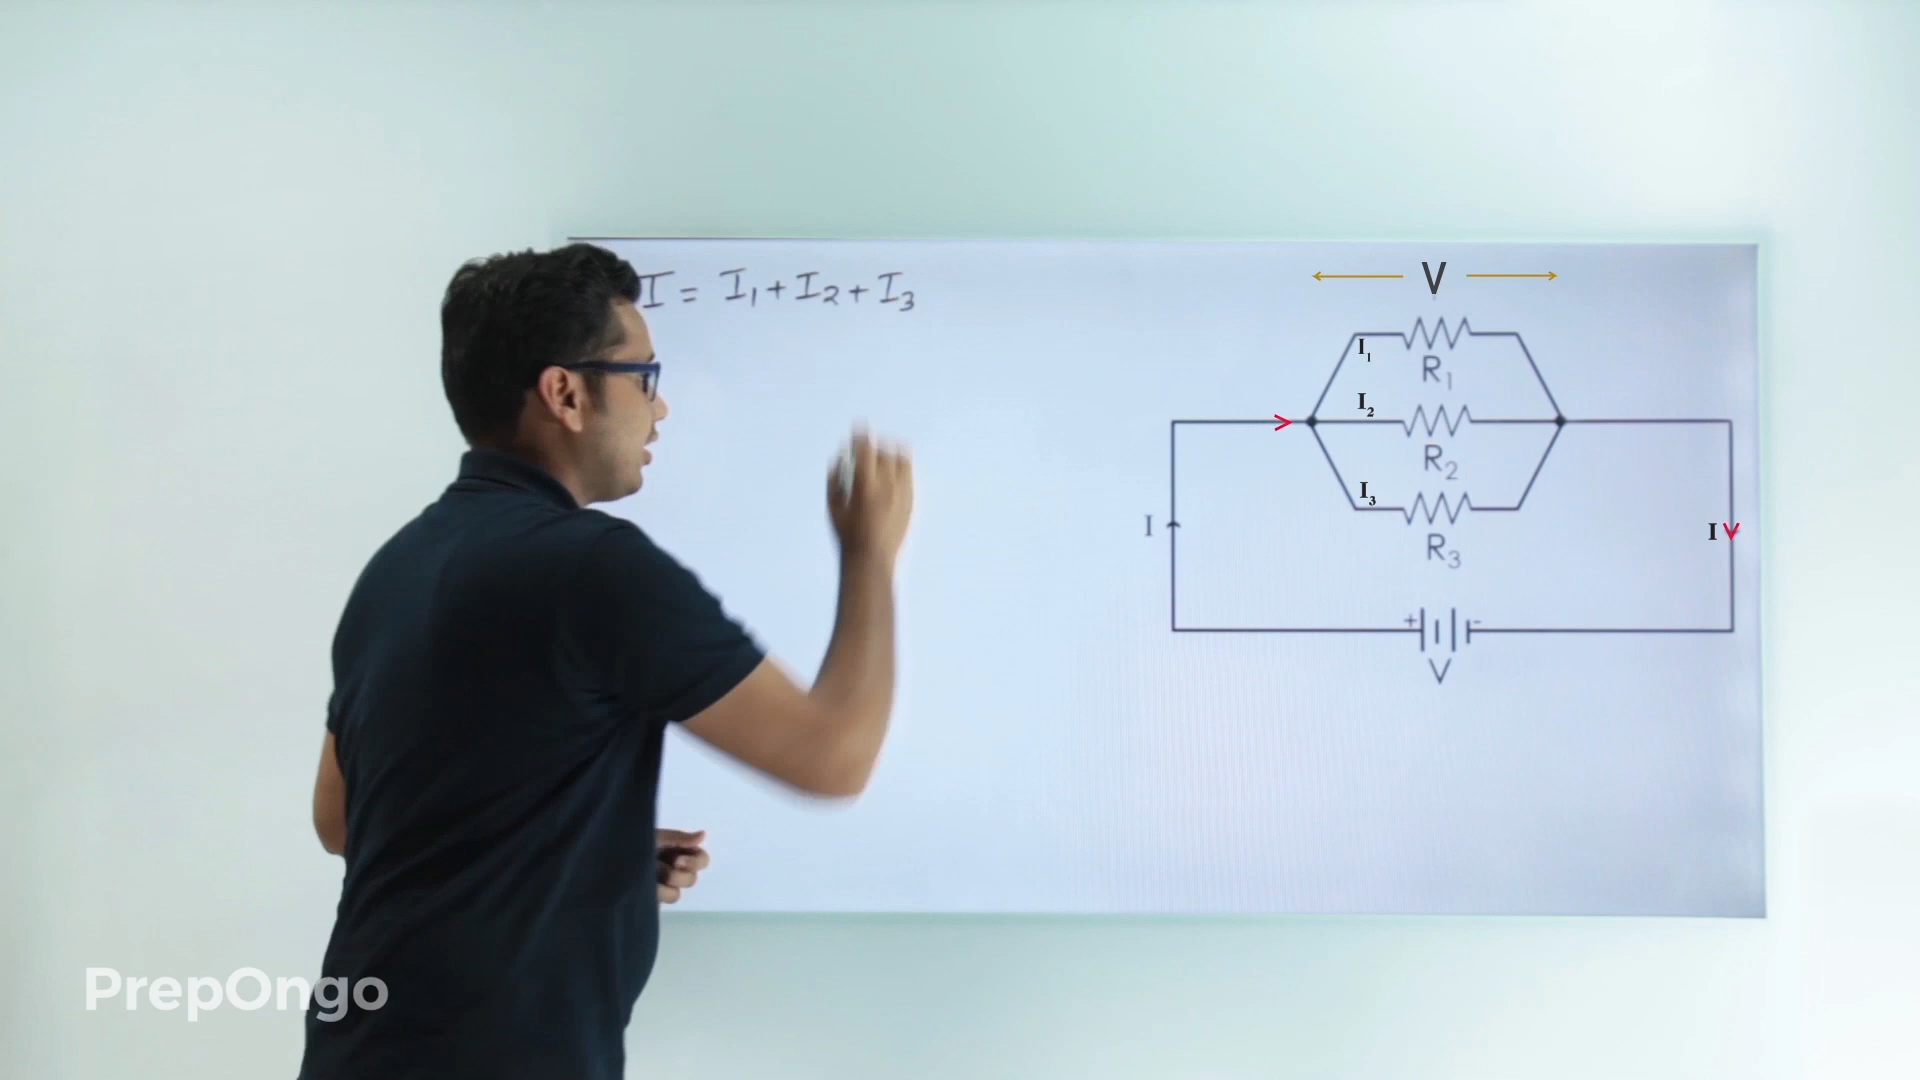 I = I₁ + I₂ + I₃
V
I₁
R₁
I₂
R₂
I₃
R₃
I
I
+ -
V
PrepOngo